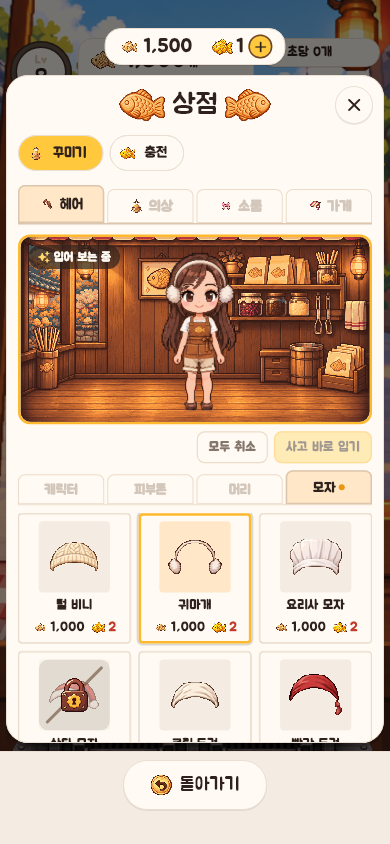 1,500 1
Lv
초당 0개
상점
꾸미기 충전
헤어 의상 소품 가게
입어 보는 중
모두 취소 사고 바로 입기
캐릭터 피부톤 머리 모자
털 비니 귀마개 요리사 모자
1,000 2 1,000 2 1,000 2
돌아가기